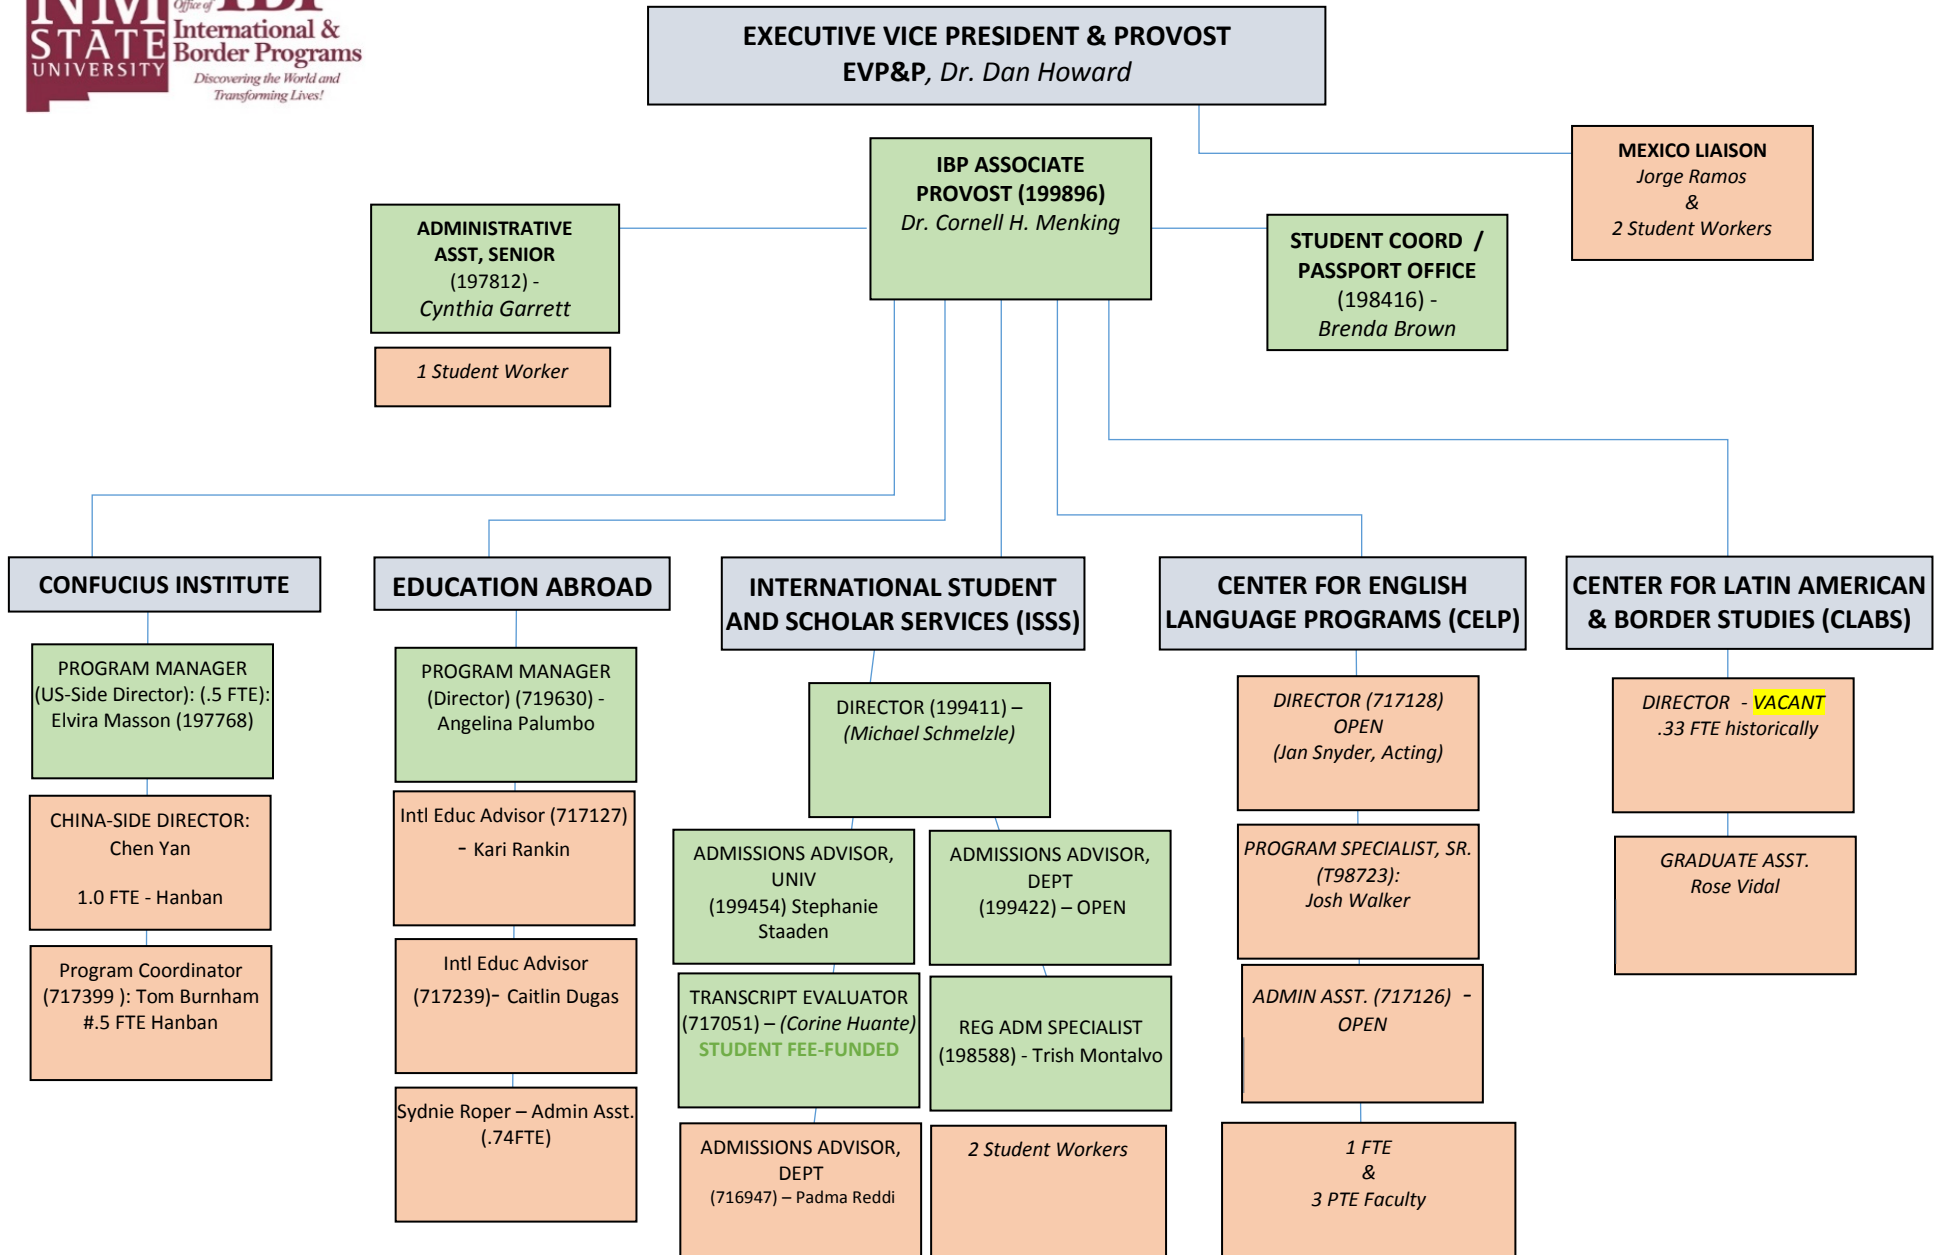 NM
STATE
UNIVERSITY
Office of IBP
International &
Border Programs
Discovering the World and
Transforming Lives!
EXECUTIVE VICE PRESIDENT & PROVOST
EVP&P, Dr. Dan Howard
MEXICO LIAISON
Jorge Ramos
&
2 Student Workers
IBP ASSOCIATE
PROVOST (199896)
Dr. Cornell H. Menking
ADMINISTRATIVE
ASST, SENIOR
(197812) -
Cynthia Garrett
1 Student Worker
STUDENT COORD /
PASSPORT OFFICE
(198416) -
Brenda Brown
CONFUCIUS INSTITUTE
PROGRAM MANAGER
(US-Side Director): (.5 FTE):
Elvira Masson (197768)
CHINA-SIDE DIRECTOR:
Chen Yan
1.0 FTE - Hanban
Program Coordinator
(717399 ): Tom Burnham
#.5 FTE Hanban
EDUCATION ABROAD
PROGRAM MANAGER
(Director) (719630) -
Angelina Palumbo
Intl Educ Advisor (717127)
- Kari Rankin
Intl Educ Advisor
(717239)- Caitlin Dugas
Sydnie Roper – Admin Asst.
(.74FTE)
INTERNATIONAL STUDENT
AND SCHOLAR SERVICES (ISSS)
DIRECTOR (199411) –
(Michael Schmelzle)
ADMISSIONS ADVISOR,
UNIV
(199454) Stephanie
Staaden
TRANSCRIPT EVALUATOR
(717051) – (Corine Huante)
STUDENT FEE-FUNDED
ADMISSIONS ADVISOR,
DEPT
(716947) – Padma Reddi
ADMISSIONS ADVISOR,
DEPT
(199422) – OPEN
REG ADM SPECIALIST
(198588) - Trish Montalvo
2 Student Workers
CENTER FOR ENGLISH
LANGUAGE PROGRAMS (CELP)
DIRECTOR (717128)
OPEN
(Jan Snyder, Acting)
PROGRAM SPECIALIST, SR.
(T98723):
Josh Walker
ADMIN ASST. (717126) -
OPEN
1 FTE
&
3 PTE Faculty
CENTER FOR LATIN AMERICAN
& BORDER STUDIES (CLABS)
DIRECTOR - VACANT
.33 FTE historically
GRADUATE ASST.
Rose Vidal